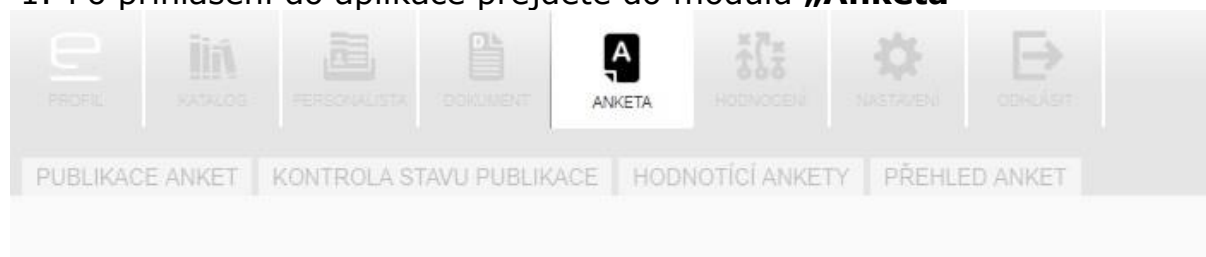 1. Po přihlášení do aplikace přejdete do modulu „Anketa
PROFIL KATALOG PERSONALISTA DOKUMENT ANKETA HODNOCENÍ NASTAVENÍ ODHLÁSIT
PUBLIKACE ANKET KONTROLA STAVU PUBLIKACE HODNOTÍCÍ ANKETY PŘEHLED ANKET